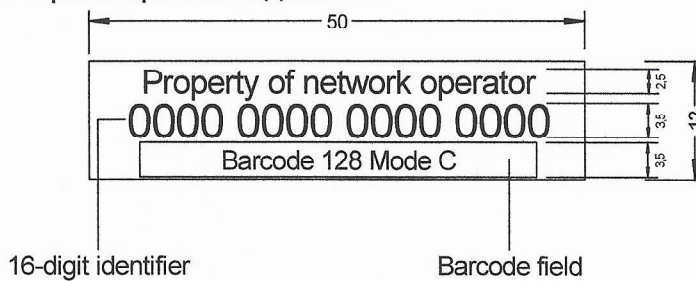 50
Property of network operator
2,5
0000 0000 0000 0000
3,5
12
Barcode 128 Mode C
3,5
16-digit identifier
Barcode field